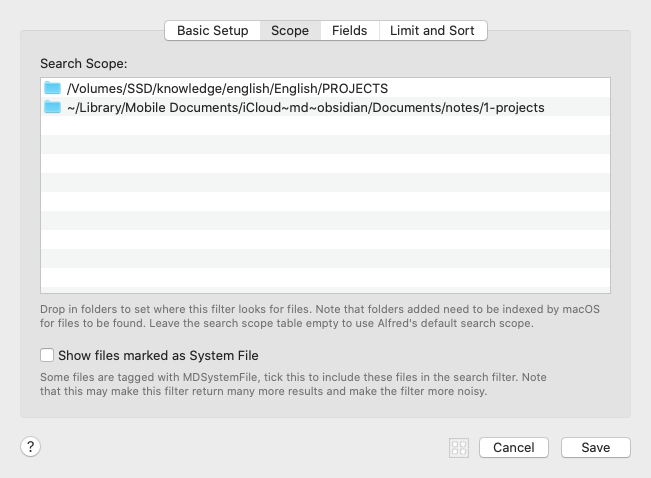 Basic Setup Scope Fields Limit and Sort
Search Scope:
/Volumes/SSD/knowledge/english/English/PROJECTS
~/Library/Mobile Documents/iCloud~md~obsidian/Documents/notes/1-projects
Drop in folders to set where this filter looks for files. Note that folders added need to be indexed by macOS
for files to be found. Leave the search scope table empty to use Alfred's default search scope.
Show files marked as System File
Some files are tagged with MDSystemFile, tick this to include these files in the search filter. Note
that this may make this filter return many more results and make the filter more noisy.
? Cancel Save